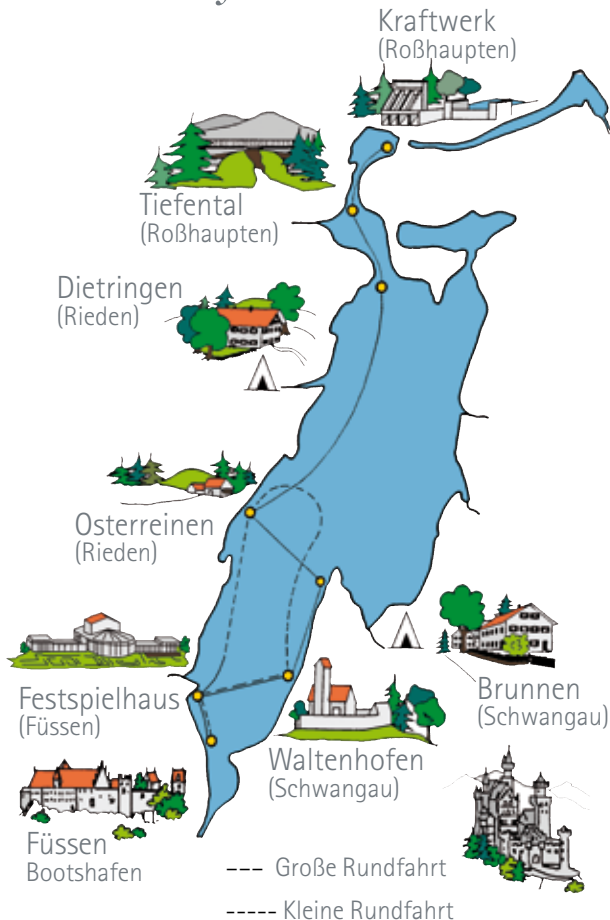 Kraftwerk
(Roßhaupten)
Tiefental
(Roßhaupten)
Dietringen
(Rieden)
Osterreinen
(Rieden)
Festspielhaus
(Füssen)
Brunnen
(Schwangau)
Waltenhofen
(Schwangau)
Füssen
Bootshafen
Große Rundfahrt
Kleine Rundfahrt